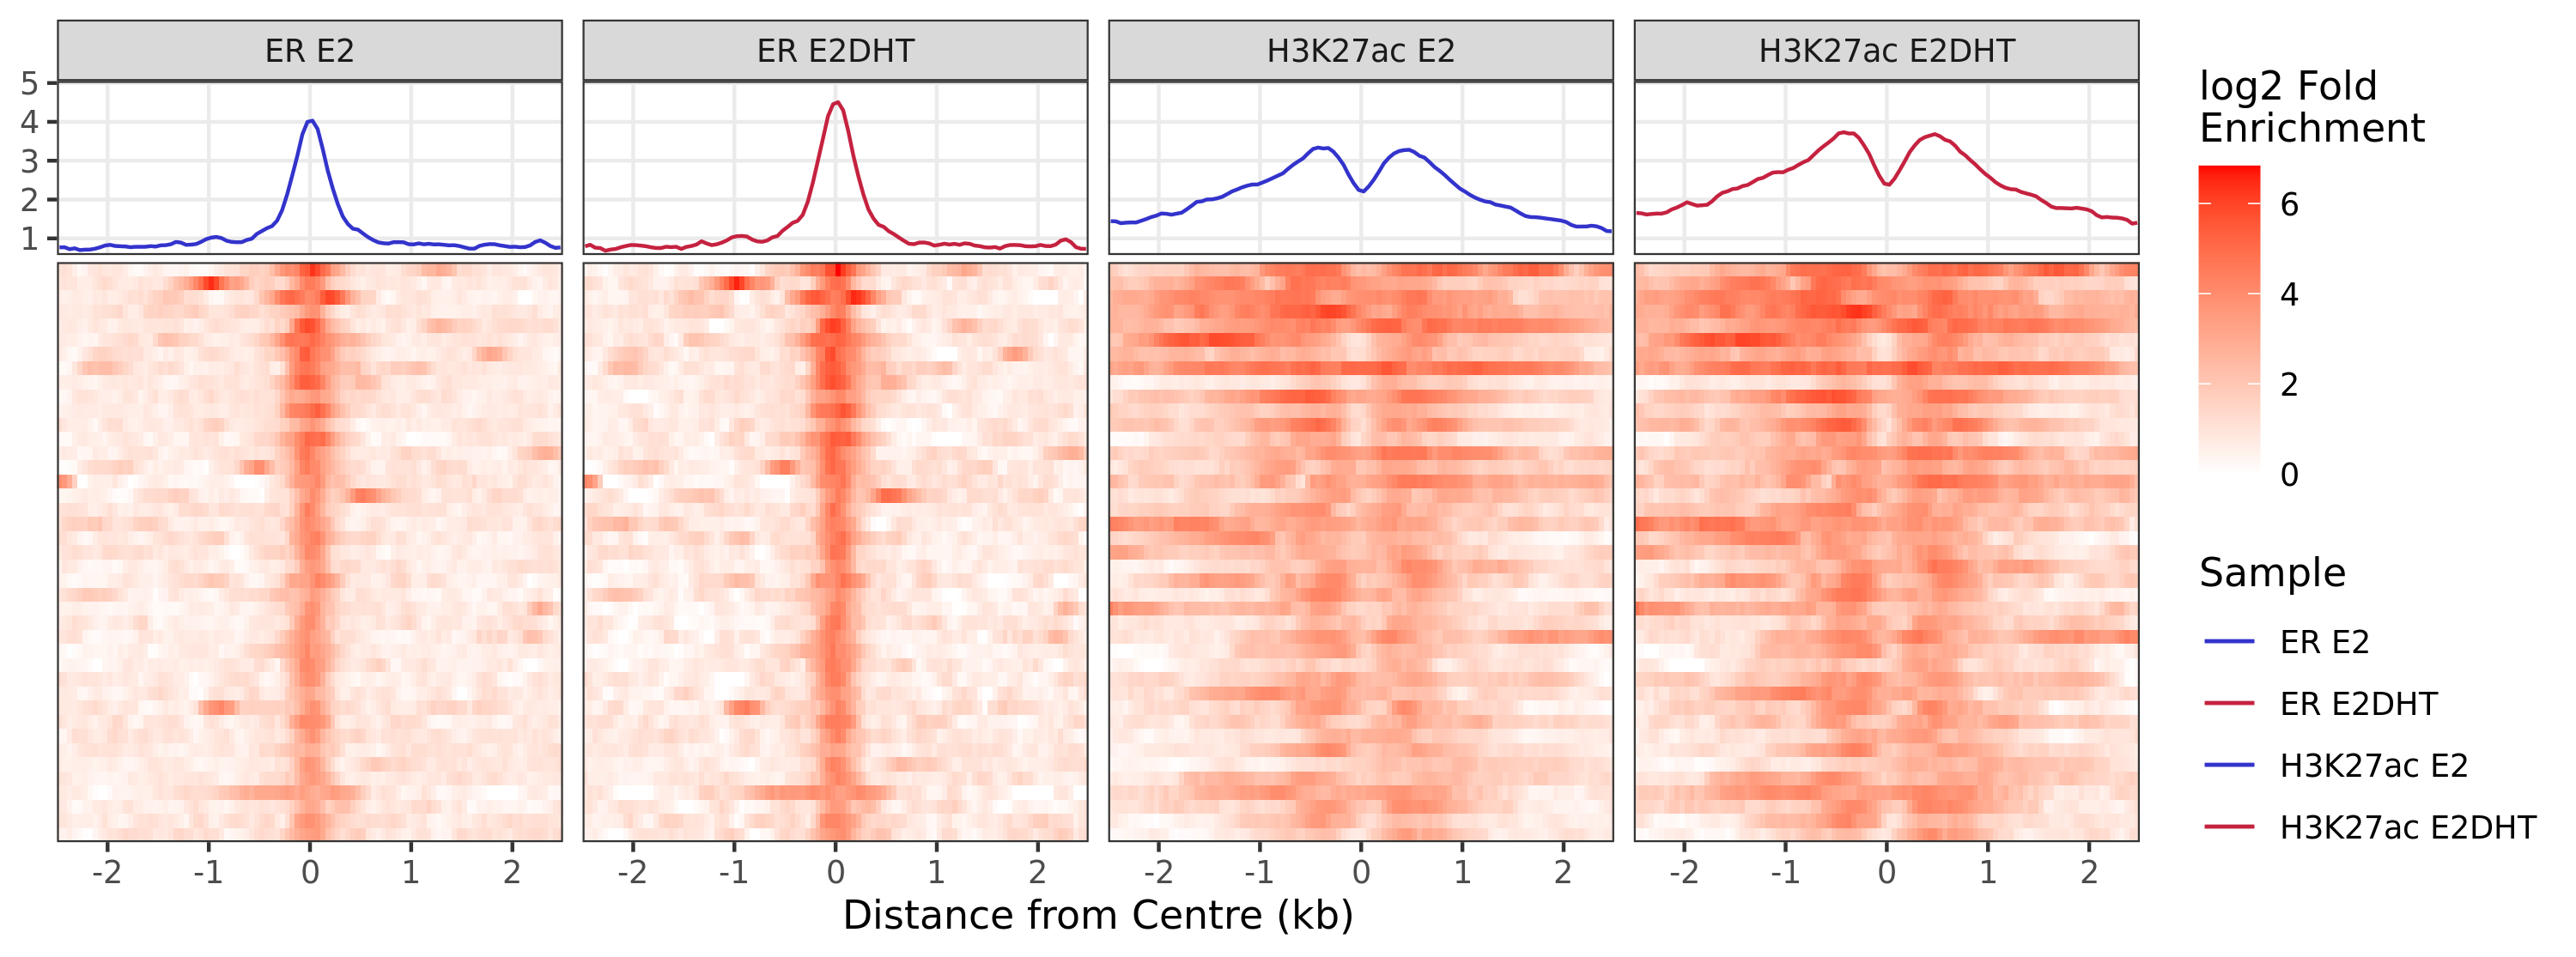 ER E2
ER E2DHT
H3K27ac E2
H3K27ac E2DHT
5
4
3
2
1
-2 -1 0 1 2
-2 -1 0 1 2
-2 -1 0 1 2
-2 -1 0 1 2
Distance from Centre (kb)
log2 Fold
Enrichment
6
4
2
0
Sample
ER E2
ER E2DHT
H3K27ac E2
H3K27ac E2DHT